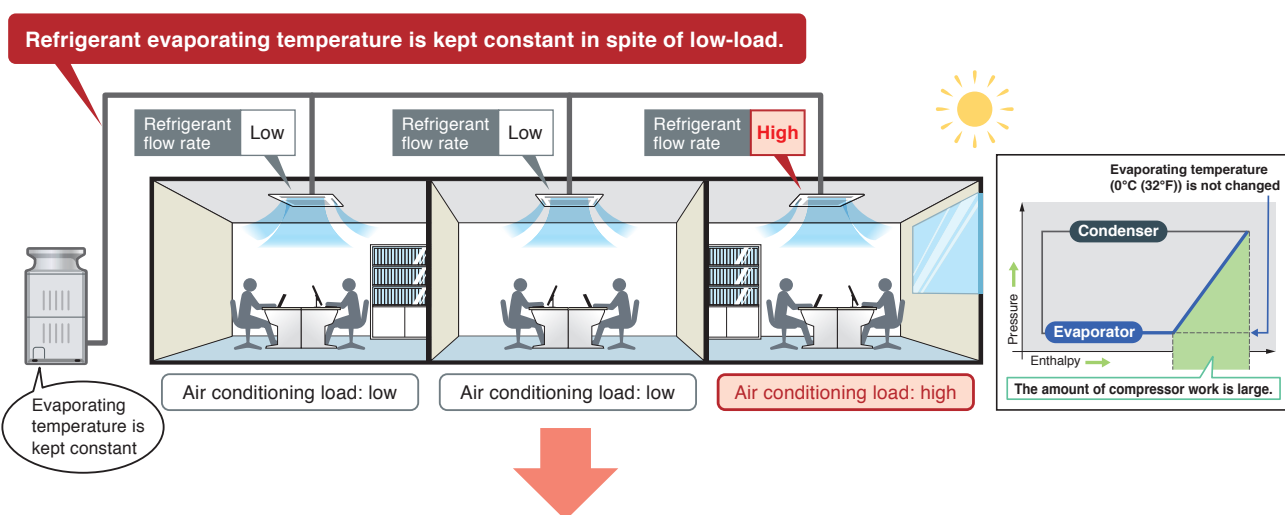 Refrigerant evaporating temperature is kept constant in spite of low-load.
Refrigerant
flow rate
Low
Refrigerant
flow rate
Low
Refrigerant
flow rate
High
Evaporating temperature
(0°C (32°F)) is not changed
Condenser
Evaporator
Pressure
Enthalpy
The amount of compressor work is large.
Air conditioning load: low
Air conditioning load: low
Air conditioning load: high
Evaporating
temperature is
kept constant